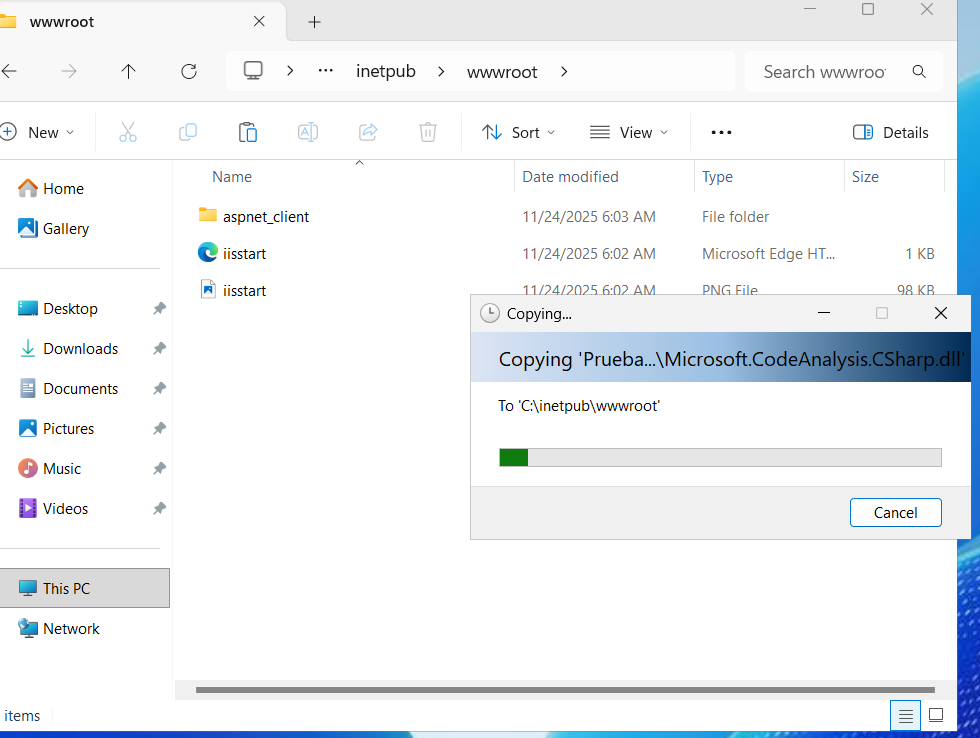 wwwroot
inetpub
wwwroot
Search wwwroo
New
Sort
View
Details
Name
Date modified
Type
Size
Home
Gallery
Desktop
Downloads
Documents
Pictures
Music
Videos
This PC
Network
aspnet_client 11/24/2025 6:03 AM File folder
iisstart 11/24/2025 6:02 AM Microsoft Edge HT... 1 KB
iisstart 11/24/2025 6:02 AM PNG File 98 KB
Copying...
Copying 'Prueba...\Microsoft.CodeAnalysis.CSharp.dll'
To 'C:\inetpub\wwwroot'
Cancel
items